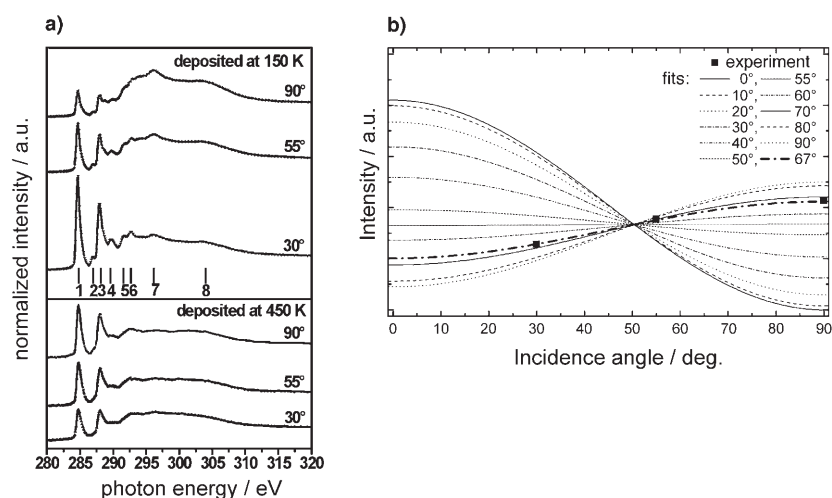 a)
deposited at 150 K
90°
55°
30°
1 2 3 4 5 6 7 8
deposited at 450 K
90°
55°
30°
280 285 290 295 300 305 310 315 320
photon energy / eV
normalized intensity / a.u.
b)
0 10 20 30 40 50 60 70 80 90
Incidence angle / deg.
Intensity / a.u.
experiment
fits:
0°, 55°
10°, 60°
20°, 70°
30°, 80°
40°, 90°
50°, 67°